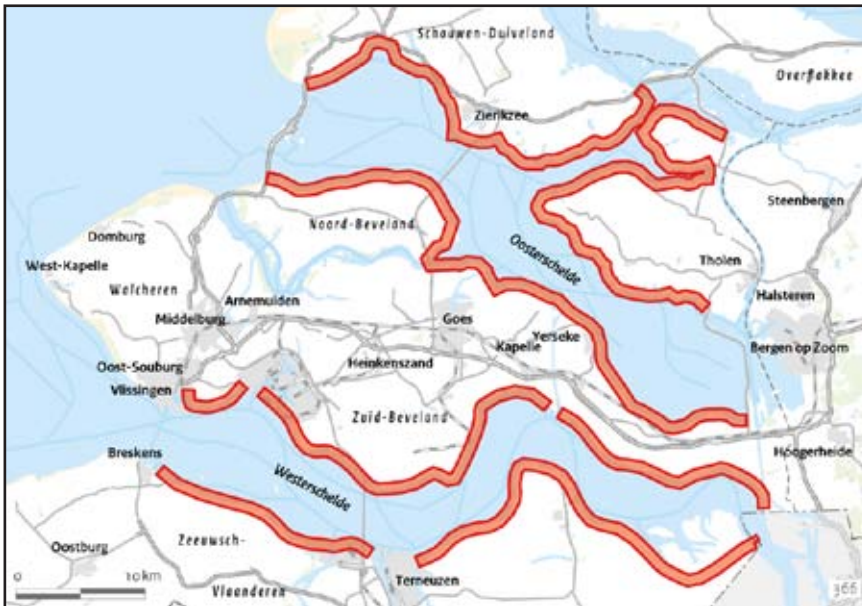 Schouwen-Duiveland
Overflakkee
Zierikzee
Steenbergen
Noord-Beveland
Domburg
Oosterschelde
West-Kapelle
Tholen
Walcheren
Arnemuiden
Halsteren
Middelburg
Goes
Yerseke
Kapelle
Bergen op Zoom
Oost-Souburg
Heinkenszand
Vlissingen
Zuid-Beveland
Breskens
Hoogerheide
Westerschelde
Oostburg
Zeeuwsch-
0
10km
Terneuzen
Vlaanderen
366